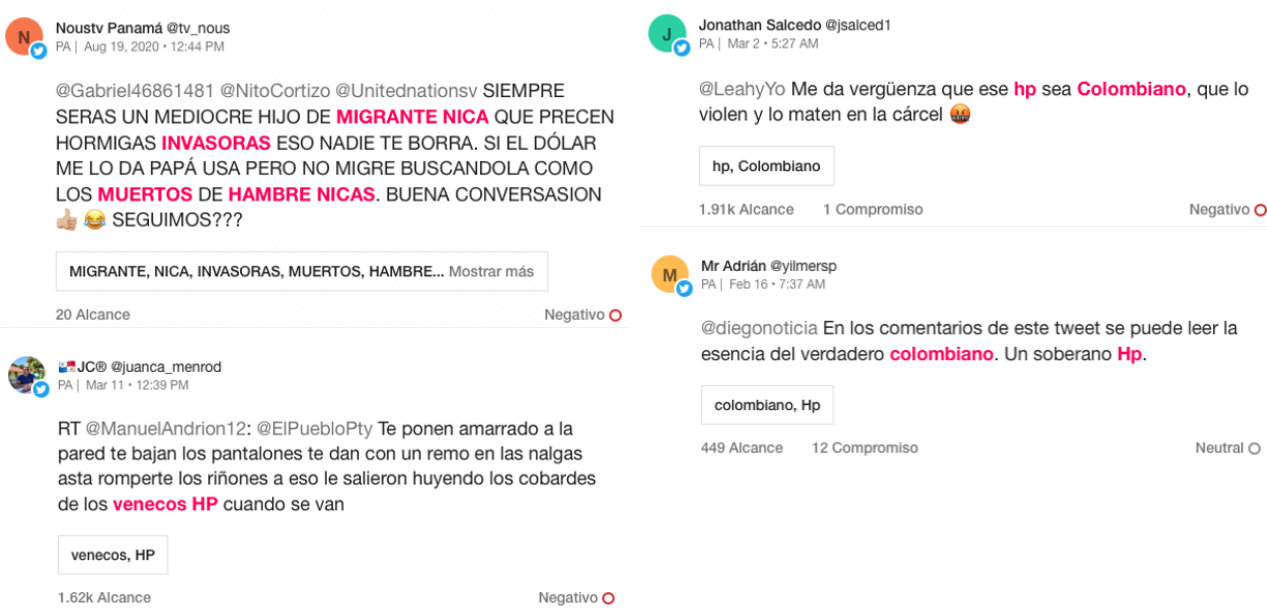 N
Noustv Panamá @tv_nous
PA | Aug 19, 2020 • 12:44 PM
@Gabriel46861481 @NitoCortizo @Unitednationsv SIEMPRE
SERAS UN MEDIOCRE HIJO DE MIGRANTE NICA QUE PRECEN
HORMIGAS INVASORAS ESO NADIE TE BORRA. SI EL DÓLAR
ME LO DA PAPÁ USA PERO NO MIGRE BUSCANDOLA COMO
LOS MUERTOS DE HAMBRE NICAS. BUENA CONVERSASION
👍🏼 😂 SEGUIMOS???
MIGRANTE, NICA, INVASORAS, MUERTOS, HAMBRE... Mostrar más
20 Alcance
Negativo
🇵🇦JC® @juanca_menrod
PA | Mar 11 • 12:39 PM
RT @ManuelAndrion12: @ElPuebloPty Te ponen amarrado a la
pared te bajan los pantalones te dan con un remo en las nalgas
asta romperte los riñones a eso le salieron huyendo los cobardes
de los venecos HP cuando se van
venecos, HP
1.62k Alcance
Negativo
J
Jonathan Salcedo @jsalced1
PA | Mar 2 • 5:27 AM
@LeahyYo Me da vergüenza que ese hp sea Colombiano, que lo
violen y lo maten en la cárcel 🤬
hp, Colombiano
1.91k Alcance 1 Compromiso
Negativo
M
Mr Adrián @yilmersp
PA | Feb 16 • 7:37 AM
@diegonoticia En los comentarios de este tweet se puede leer la
esencia del verdadero colombiano. Un soberano Hp.
colombiano, Hp
449 Alcance 12 Compromiso
Neutral